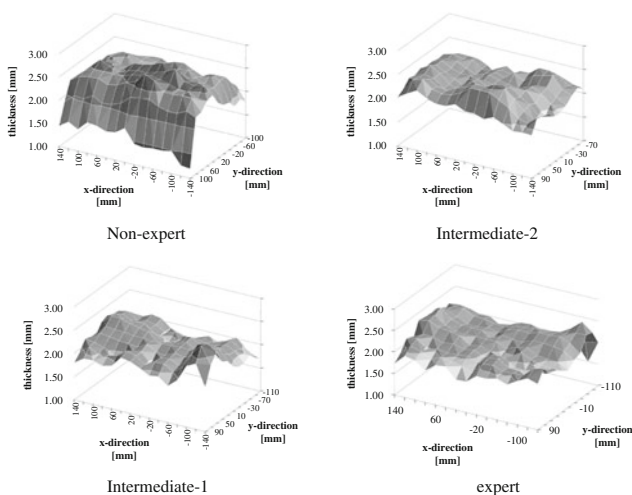 3.00
2.50
2.00
1.50
1.00
thickness [mm]
140
100
60
20
-20
-60
-100
-140
x-direction
[mm]
100
60
20
-20
-60
-100
y-direction
[mm]
Non-expert
3.00
2.50
2.00
1.50
1.00
thickness [mm]
140
100
60
20
-20
-60
-100
-140
x-direction
[mm]
90
50
10
-30
-70
y-direction
[mm]
Intermediate-2
3.00
2.50
2.00
1.50
1.00
thickness [mm]
140
100
60
20
-20
-60
-100
-140
x-direction
[mm]
90
50
10
-30
-70
-110
y-direction
[mm]
Intermediate-1
3.00
2.50
2.00
1.50
1.00
thickness [mm]
140
60
-20
-100
x-direction
[mm]
90
-10
-110
y-direction
[mm]
expert